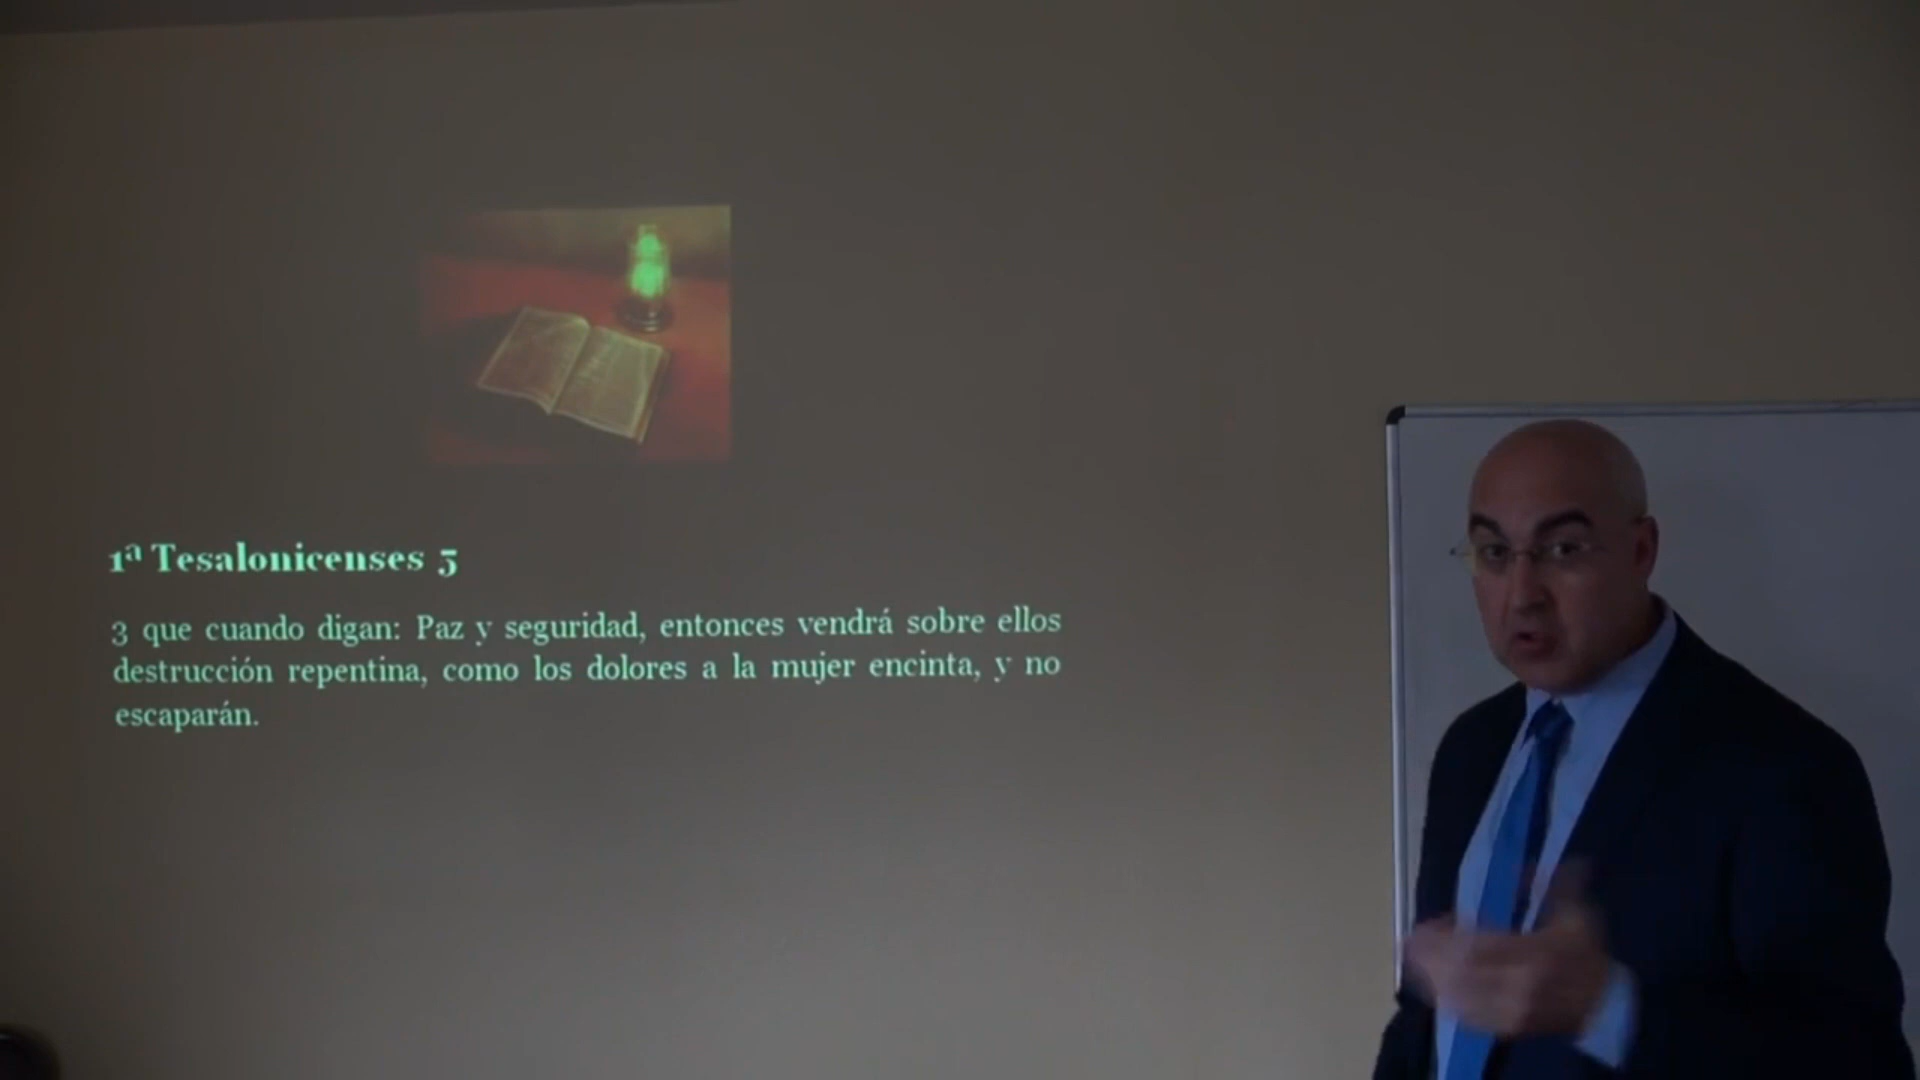 1ª Tesalonicenses 5
3 que cuando digan: Paz y seguridad, entonces vendrá sobre ellos
destrucción repentina, como los dolores a la mujer encinta, y no
escaparán.